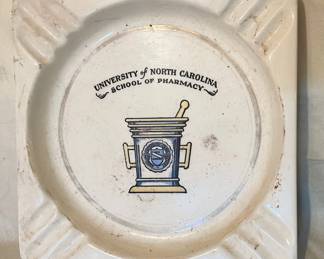 UNIVERSITY of NORTH CAROLINA
SCHOOL OF PHARMACY